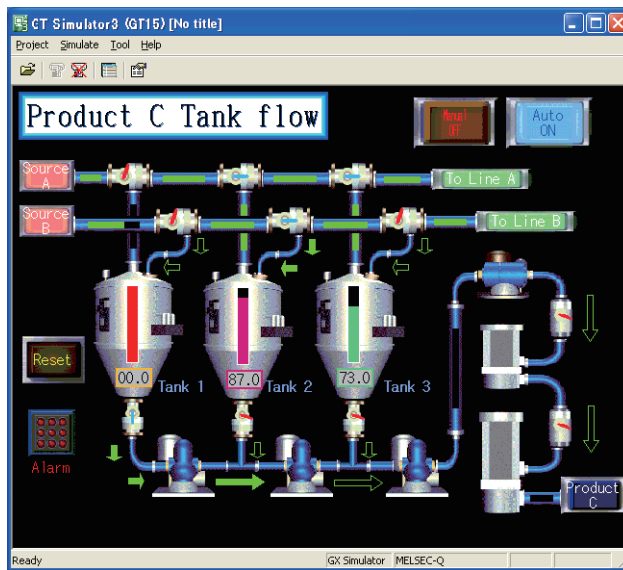 CT Simulator3 (GT15) [No title]
Project Simulate Tool Help
Product C Tank flow
Manual
OFF
Auto
ON
Source
A
To Line A
Source
B
To Line B
Reset
00.0
Tank 1
87.0
Tank 2
73.0
Tank 3
Alarm
Product
C
Ready
GX Simulator
MELSEC-Q